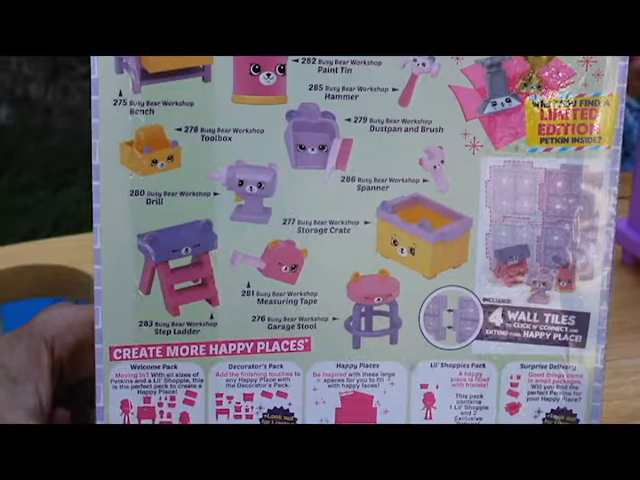 282 Busy Bear Workshop
Paint Tin
285 Busy Bear Workshop
Hammer
275 Busy Bear Workshop
Bench
278 Busy Bear Workshop
Toolbox
279 Busy Bear Workshop
Dustpan and Brush
WILL YOU FIND A
LIMITED
EDITION
PETKIN INSIDE?
286 Busy Bear Workshop
Spanner
280 Busy Bear Workshop
Drill
277 Busy Bear Workshop
Storage Crate
281 Busy Bear Workshop
Measuring Tape
276 Busy Bear Workshop
Garage Stool
283 Busy Bear Workshop
Step Ladder
INCLUDES:
4 WALL TILES
TO CLICK N' CONNECT AND
EXTEND YOUR HAPPY PLACE!
CREATE MORE HAPPY PLACES*
Welcome Pack
Moving in? With all sizes of
Petkins and a Lil' Shoppie, this
is the perfect pack to create a
Happy Place!
Decorator's Pack
Add the finishing touches to
any Happy Place with
the Decorator's Pack.
Look out
Happy Places
Be inspired with these large
spaces for you to fill
with happy faces!
Lil' Shoppies Pack
A happy
place is filled
with friends!
This pack
contains
1 Lil' Shoppie
and 2
Exclusive
Surprise Delivery
Good things come
in small packages.
Will you find the
perfect Petkins for
your Happy Place?
Look out